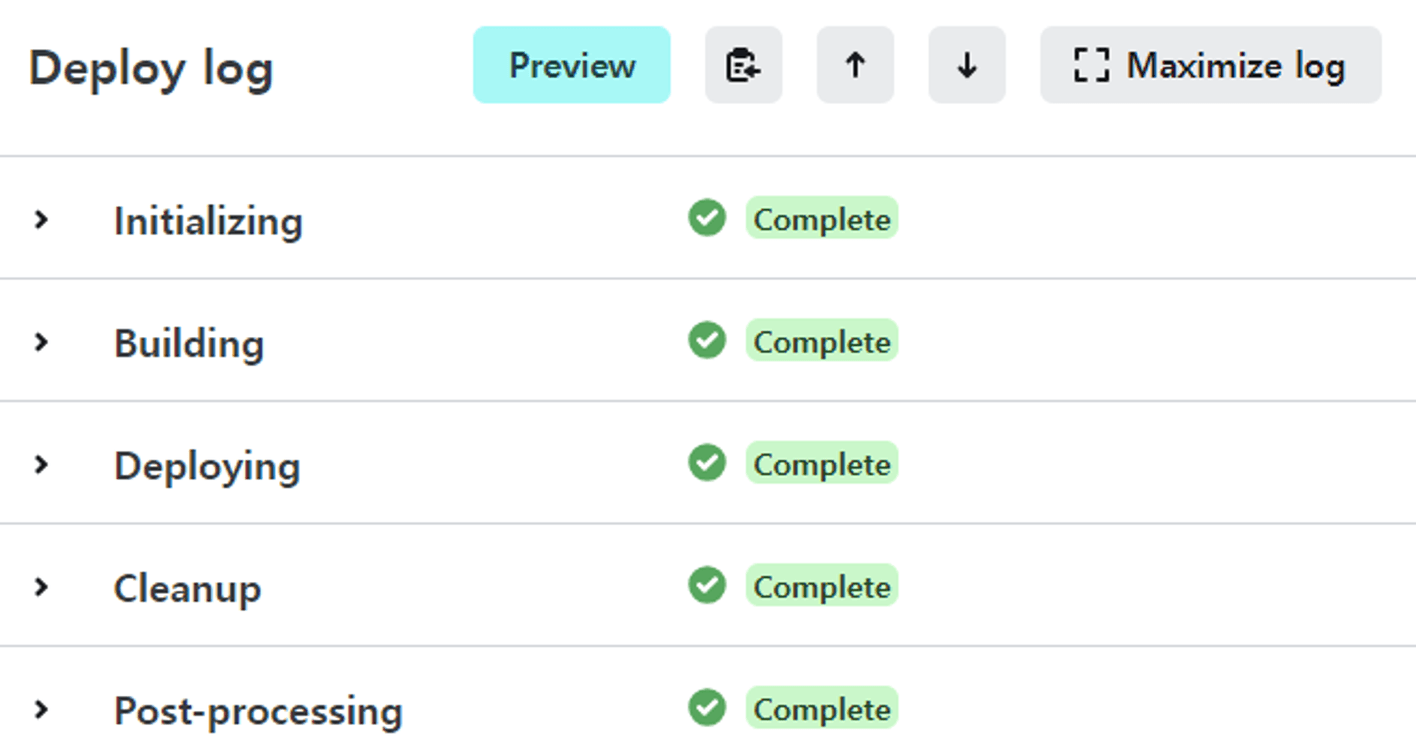 Deploy log
Preview
Maximize log
Initializing
Complete
Building
Complete
Deploying
Complete
Cleanup
Complete
Post-processing
Complete